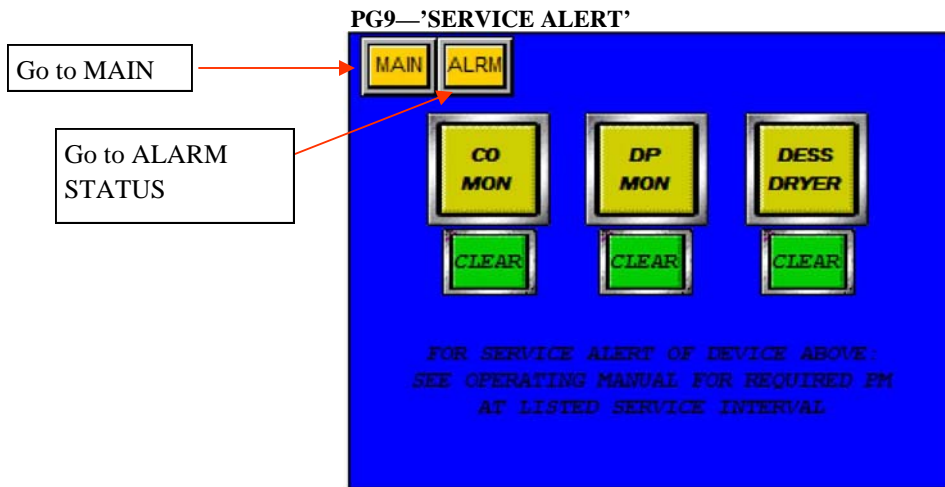 PG9—’SERVICE ALERT’
Go to MAIN
MAIN ALRM
Go to ALARM
STATUS
CO
MON
DP
MON
DESS
DRYER
CLEAR CLEAR CLEAR
FOR SERVICE ALERT OF DEVICE ABOVE:
SEE OPERATING MANUAL FOR REQUIRED PM
AT LISTED SERVICE INTERVAL